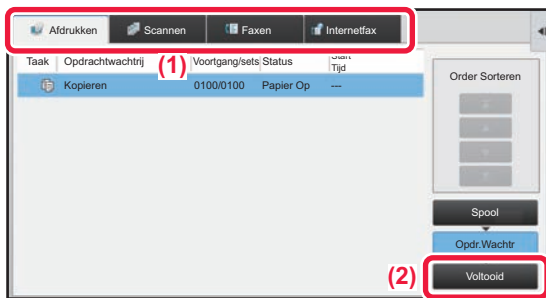 Afdrukken Scannen Faxen Internetfax
(1)
Taak Opdrachtwachtrij Voortgang/sets Status Start
Tijd
Kopieren 0100/0100 Papier Op ---
Order Sorteren
Spool
Opdr.Wachtr
(2) Voltooid